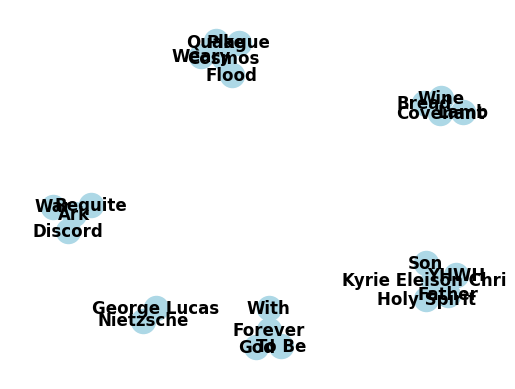 Quake
Plague
Weary
Cosmos
Flood
Wine
Bread
Lamb
Covenant
War
Requite
Ark
Discord
Son
YHWH
Kyrie Eleison Chri
Father
Holy Spirit
George Lucas
Nietzsche
With
Forever
God
To Be